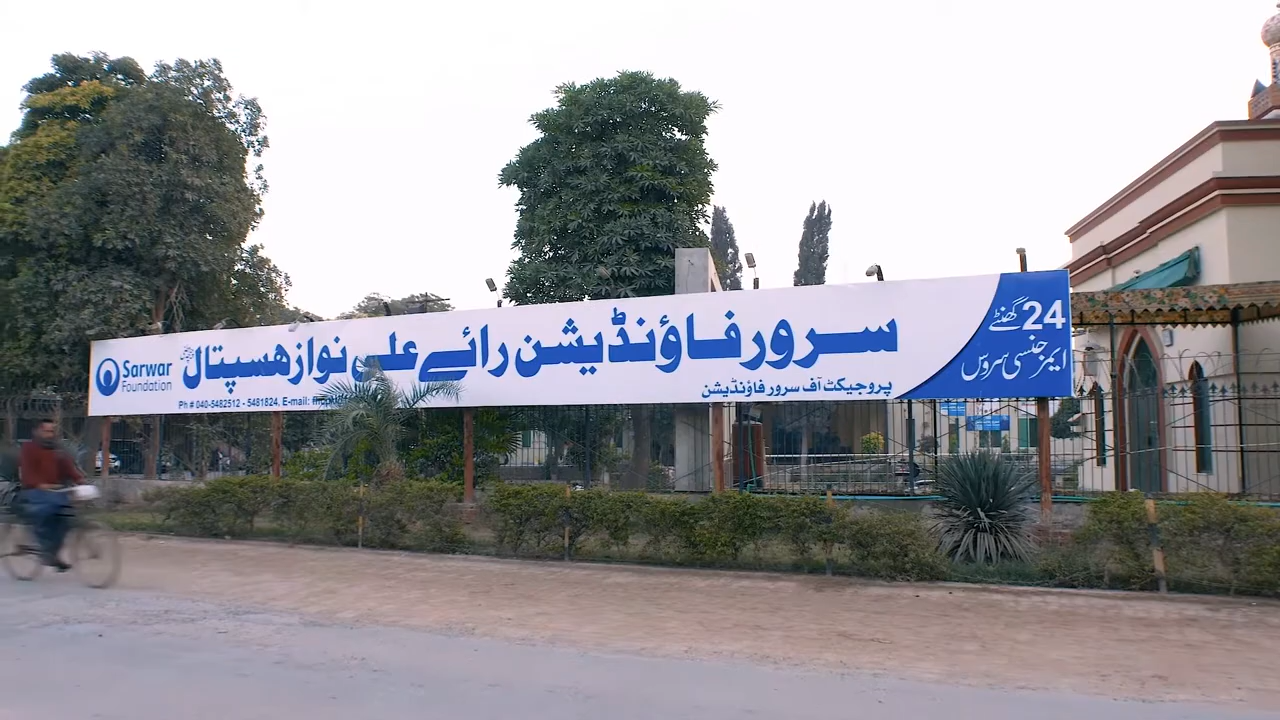 24 گھنٹے
ایمرجنسی سروس
سرور فاؤنڈیشن رائے علی نواز ھسپتال
پروجیکٹ آف سرور فاؤنڈیشن
Sarwar
Foundation
Ph # 040-5482512 - 5481824, E-mail: